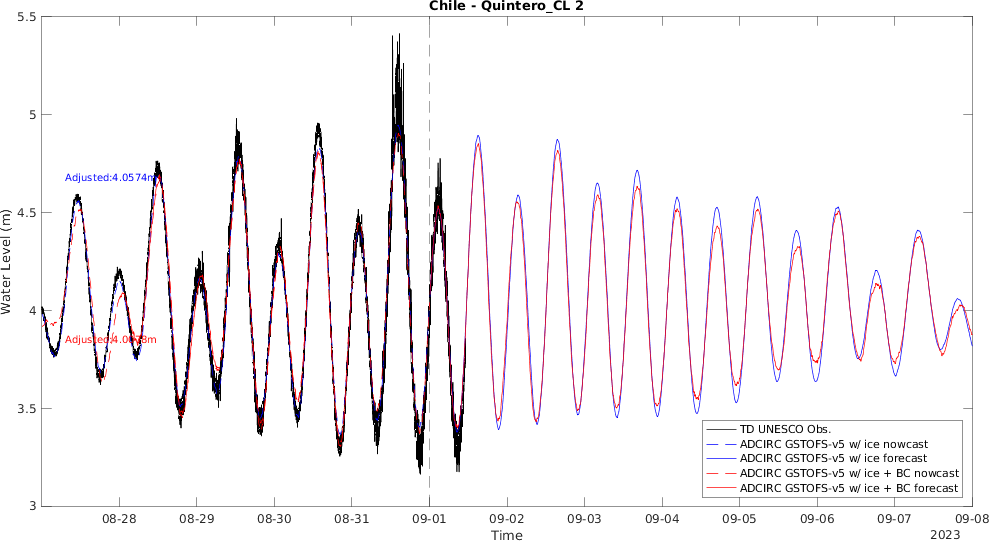 Chile - Quintero_CL 2
5.5
5
4.5
4
3.5
3
Water Level (m)
Adjusted:4.0574m
TD UNESCO Obs.
ADCIRC GSTOFS-v5 w/ ice nowcast
ADCIRC GSTOFS-v5 w/ ice forecast
ADCIRC GSTOFS-v5 w/ ice + BC nowcast
ADCIRC GSTOFS-v5 w/ ice + BC forecast
08-28 08-29 08-30 08-31 09-01 09-02 09-03 09-04 09-05 09-06 09-07 09-08
Time
2023